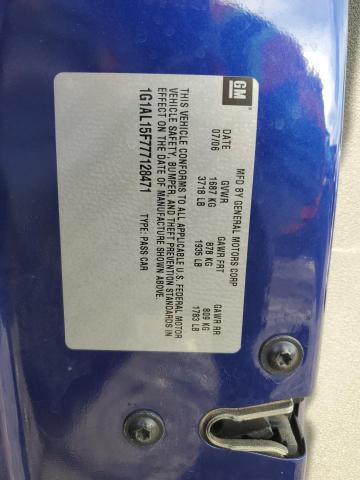 GM
MFD BY GENERAL MOTORS CORP
DATE GVWR GAWR FRT GAWR RR
07/06 1687 KG 878 KG 809 KG
3718 LB 1935 LB 1783 LB
THIS VEHICLE CONFORMS TO ALL APPLICABLE U.S. FEDERAL MOTOR
VEHICLE SAFETY, BUMPER, AND THEFT PREVENTION STANDARDS IN
EFFECT ON THE DATE OF MANUFACTURE SHOWN ABOVE.
1G1AL15F777128471 TYPE: PASS CAR